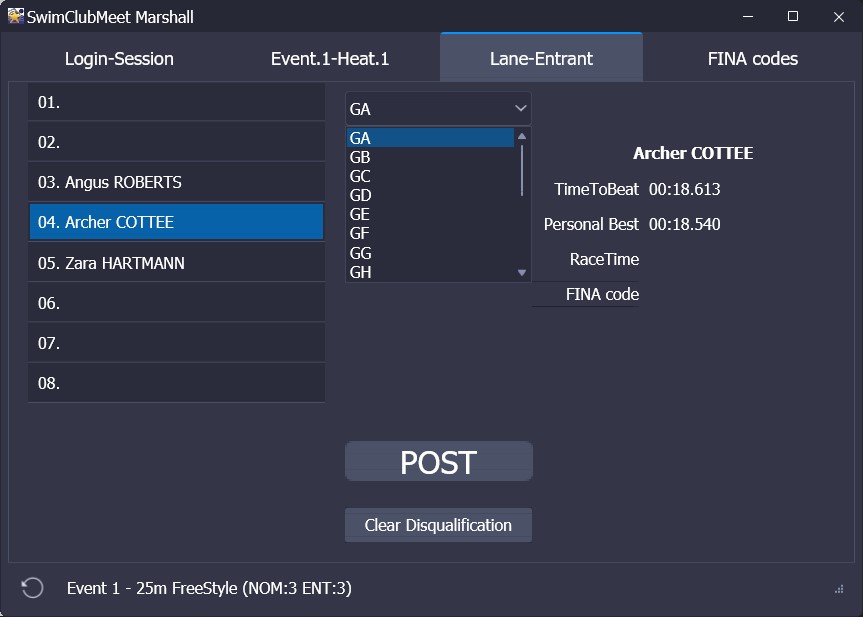 SwimClubMeet Marshall
Login-Session
Event.1-Heat.1
Lane-Entrant
FINA codes
01.
02.
03. Angus ROBERTS
04. Archer COTTEE
05. Zara HARTMANN
06.
07.
08.
GA
GA
GB
GC
GD
GE
GF
GG
GH
Archer COTTEE
TimeToBeat 00:18.613
Personal Best 00:18.540
RaceTime
FINA code
POST
Clear Disqualification
Event 1 - 25m FreeStyle (NOM:3 ENT:3)